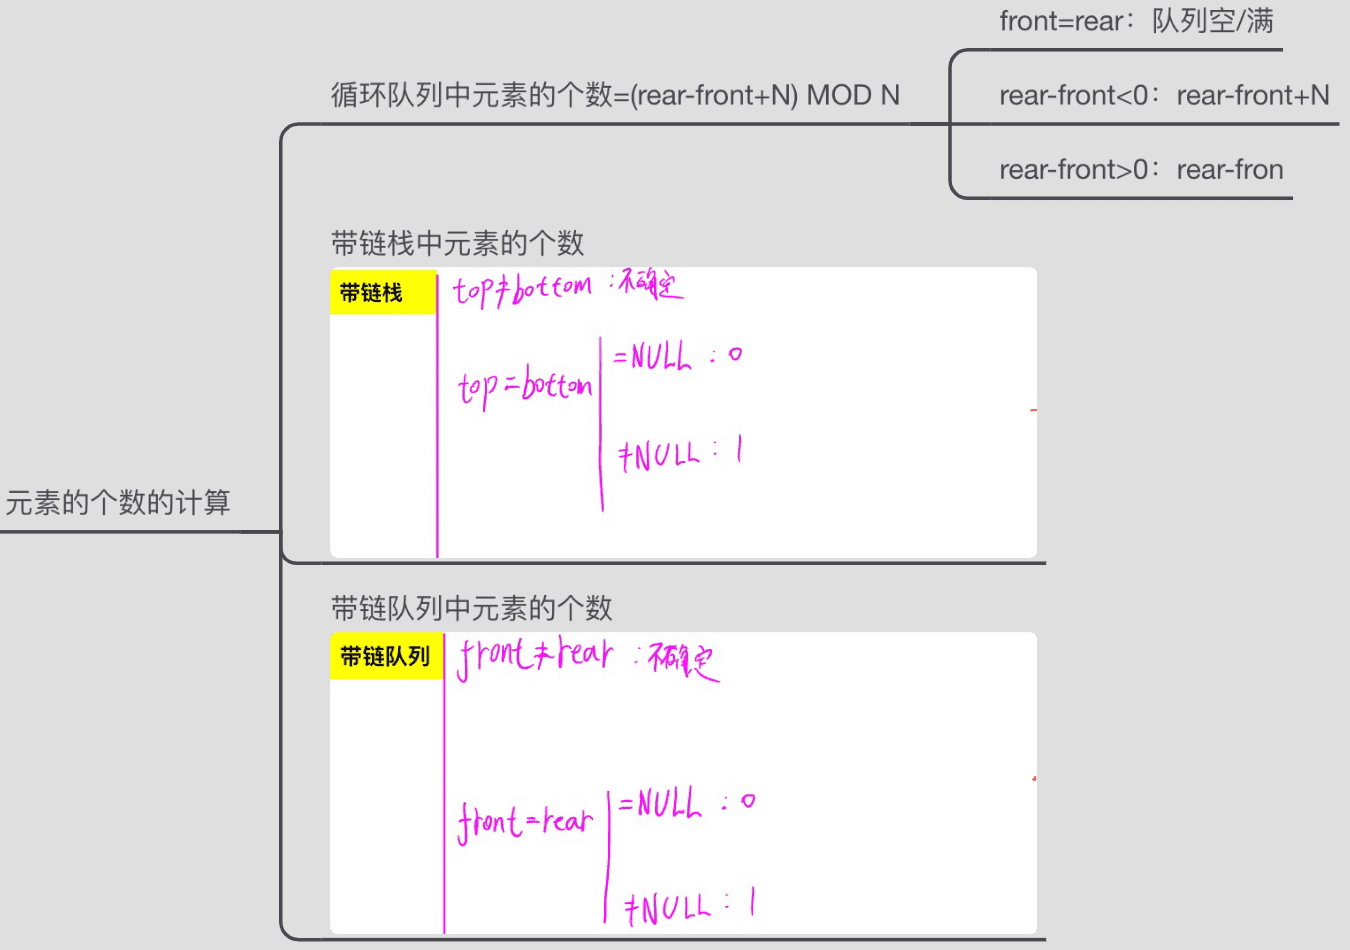 front=rear：队列空/满
循环队列中元素的个数=(rear-front+N) MOD N
rear-front<0：rear-front+N
rear-front>0：rear-fron
带链栈中元素的个数
带链栈
top≠bottom：不确定
top=bottom
=NULL：0
≠NULL：1
元素的个数的计算
带链队列中元素的个数
带链队列
front≠rear：不确定
front=rear
=NULL：0
≠NULL：1